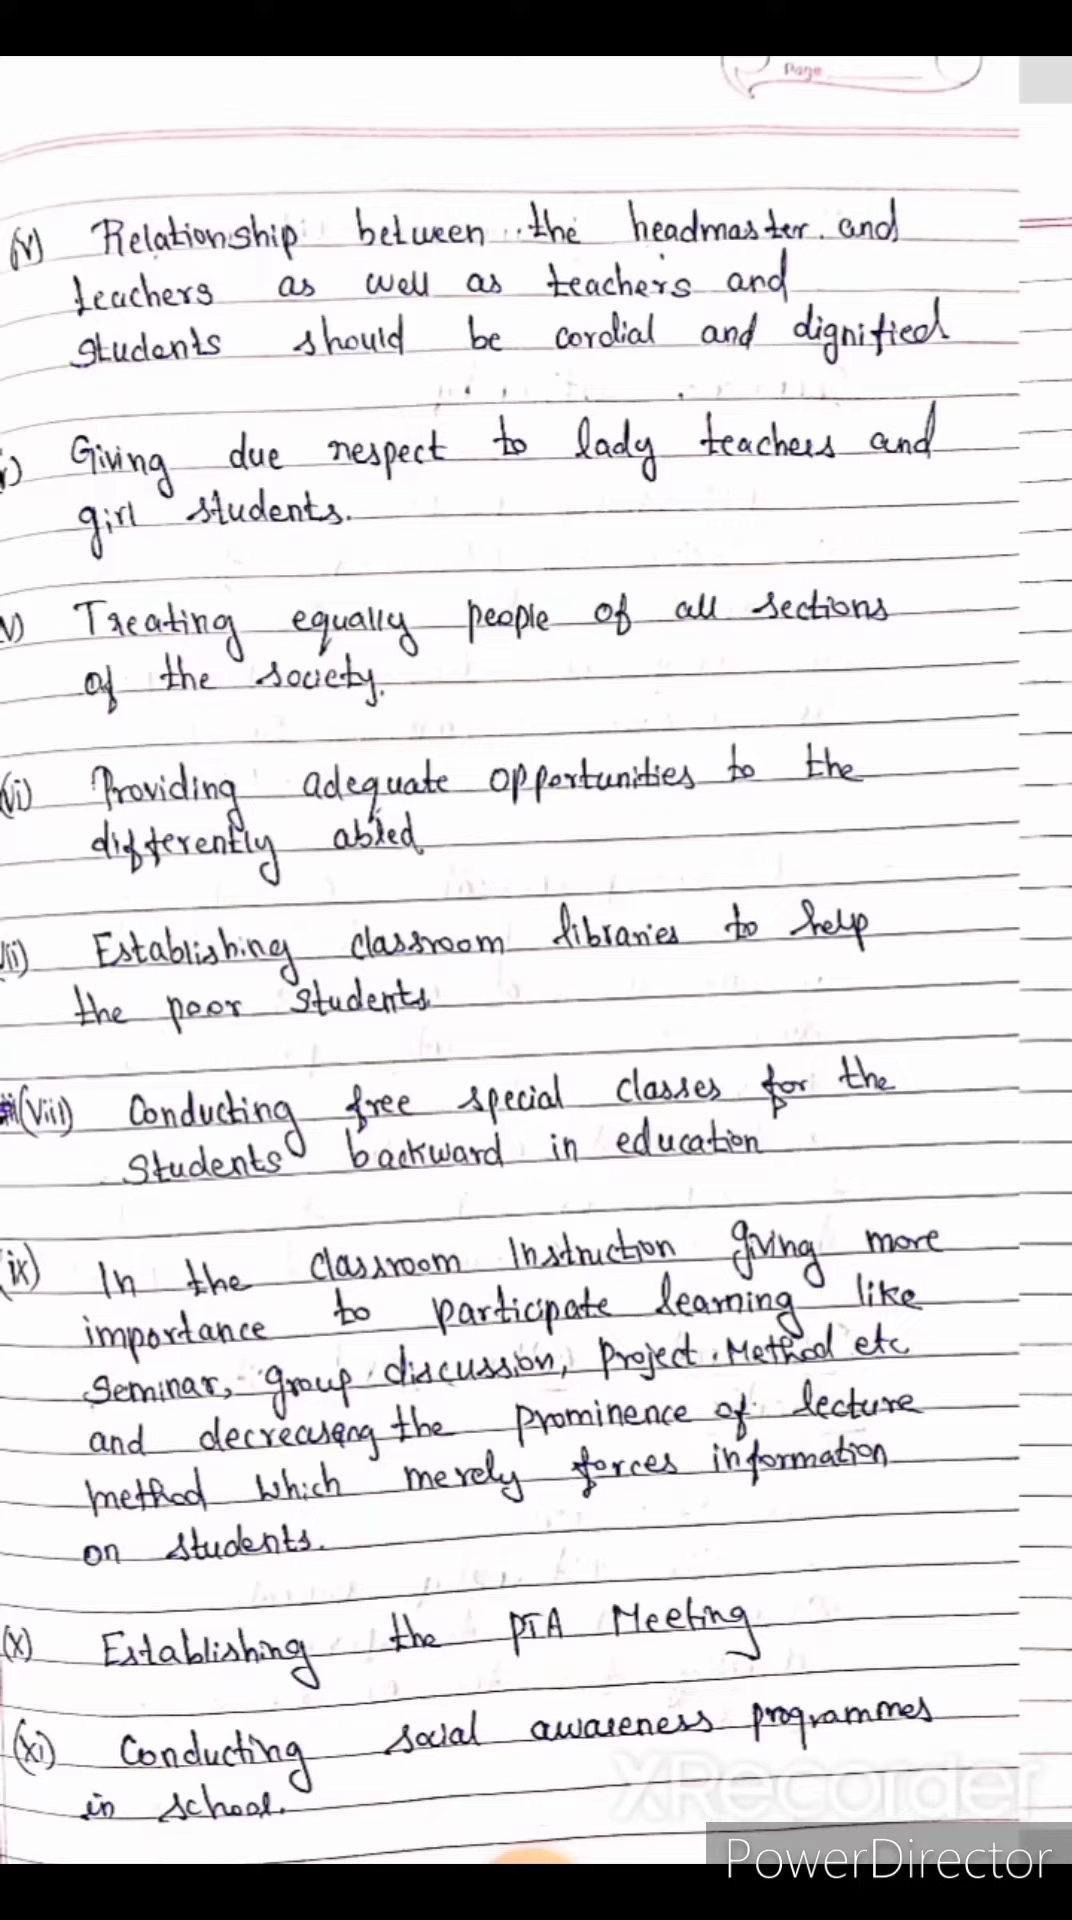 Page
(v) Relationship between the headmaster and
teachers as well as teachers and
students should be cordial and dignified
Giving due respect to lady teachers and
girl students.
Treating equally people of all sections
of the society.
(vi) Providing adequate opportunities to the
differently abled
Establishing classroom libraries to help
the poor students
(viii) Conducting free special classes for the
students backward in education
(ix) In the classroom instruction giving more
importance to participate learning like
seminar, group discussion, project Method etc
and decreasing the prominence of lecture
method which merely forces information
on students.
(x) Establishing the PTA Meeting
(xi) Conducting social awareness programmes
in school.
XRecorder
PowerDirector